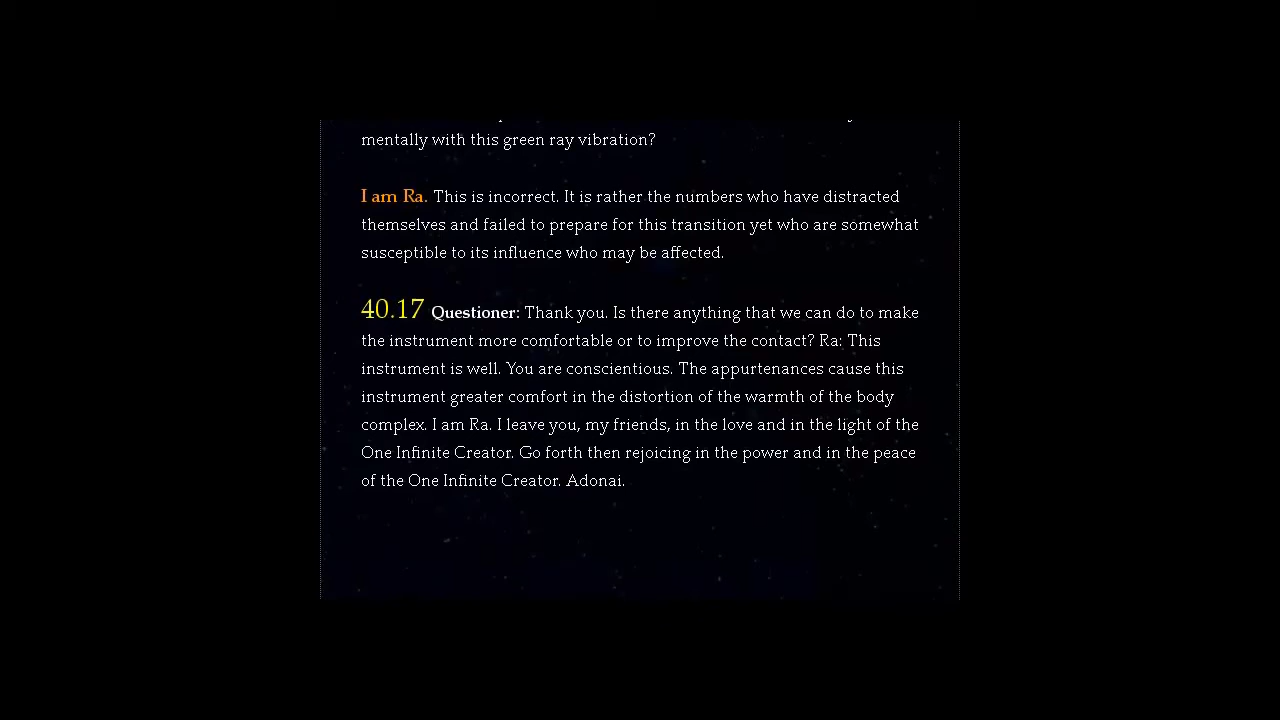 mentally with this green ray vibration?
I am Ra. This is incorrect. It is rather the numbers who have distracted
themselves and failed to prepare for this transition yet who are somewhat
susceptible to its influence who may be affected.
40.17 Questioner: Thank you. Is there anything that we can do to make
the instrument more comfortable or to improve the contact? Ra: This
instrument is well. You are conscientious. The appurtenances cause this
instrument greater comfort in the distortion of the warmth of the body
complex. I am Ra. I leave you, my friends, in the love and in the light of the
One Infinite Creator. Go forth then rejoicing in the power and in the peace
of the One Infinite Creator. Adonai.